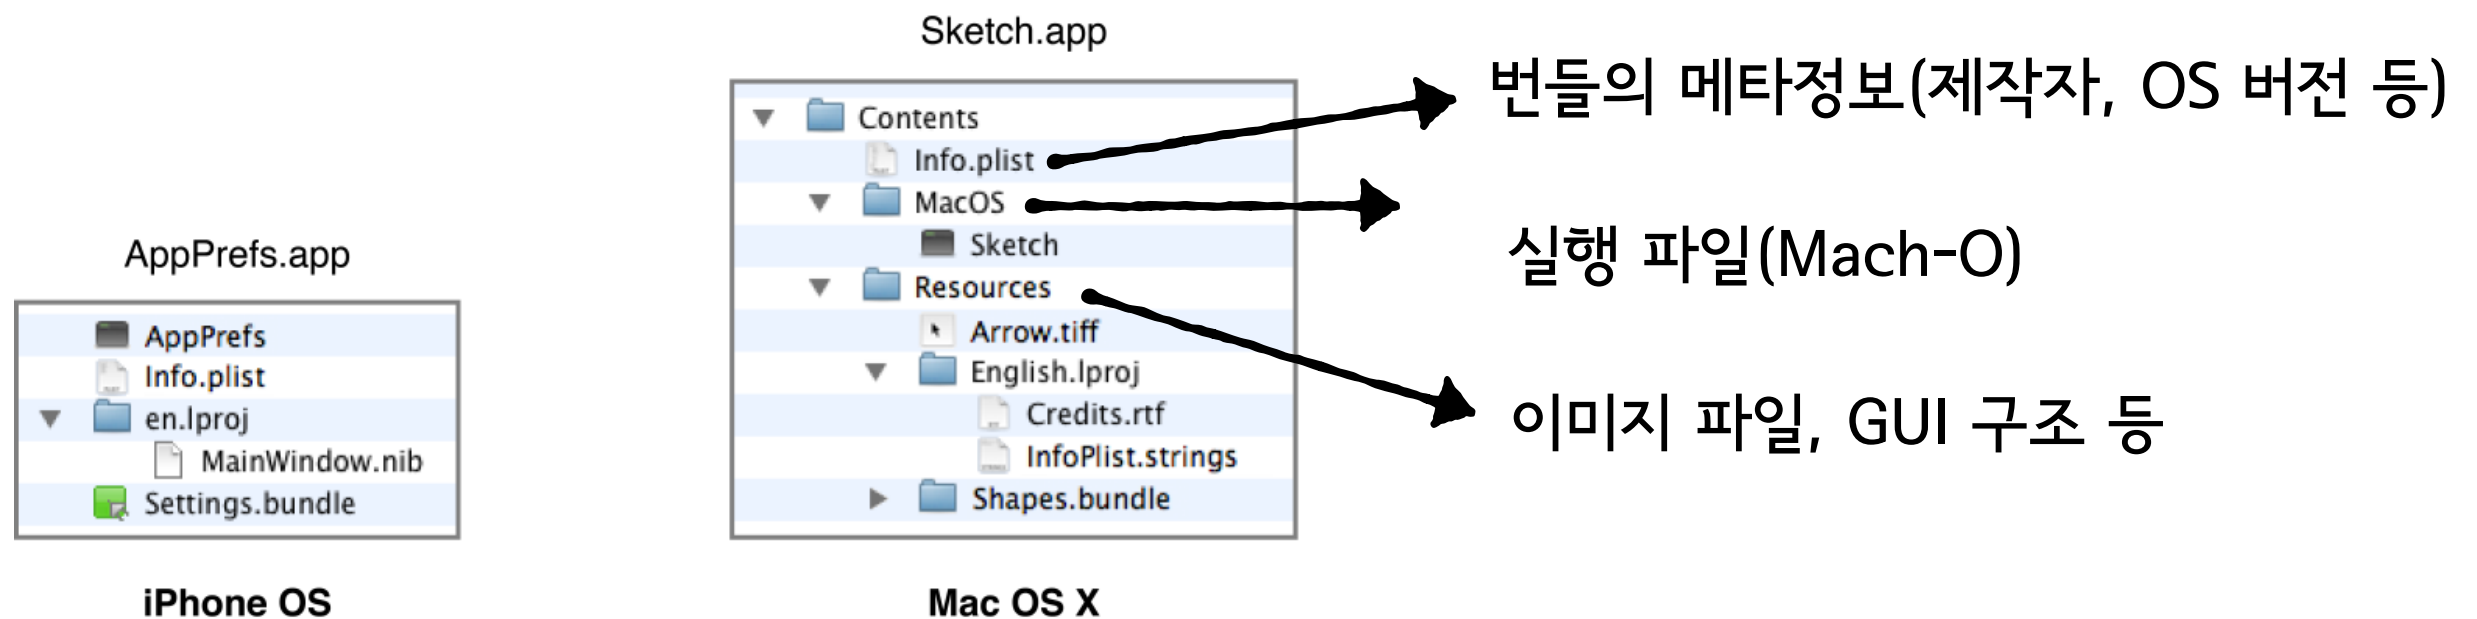 AppPrefs.app
AppPrefs
Info.plist
en.lproj
MainWindow.nib
Settings.bundle
iPhone OS
Sketch.app
Contents
Info.plist
MacOS
Sketch
Resources
Arrow.tiff
English.lproj
Credits.rtf
InfoPlist.strings
Shapes.bundle
Mac OS X
번들의 메타정보(제작자, OS 버전 등)
실행 파일(Mach-O)
이미지 파일, GUI 구조 등